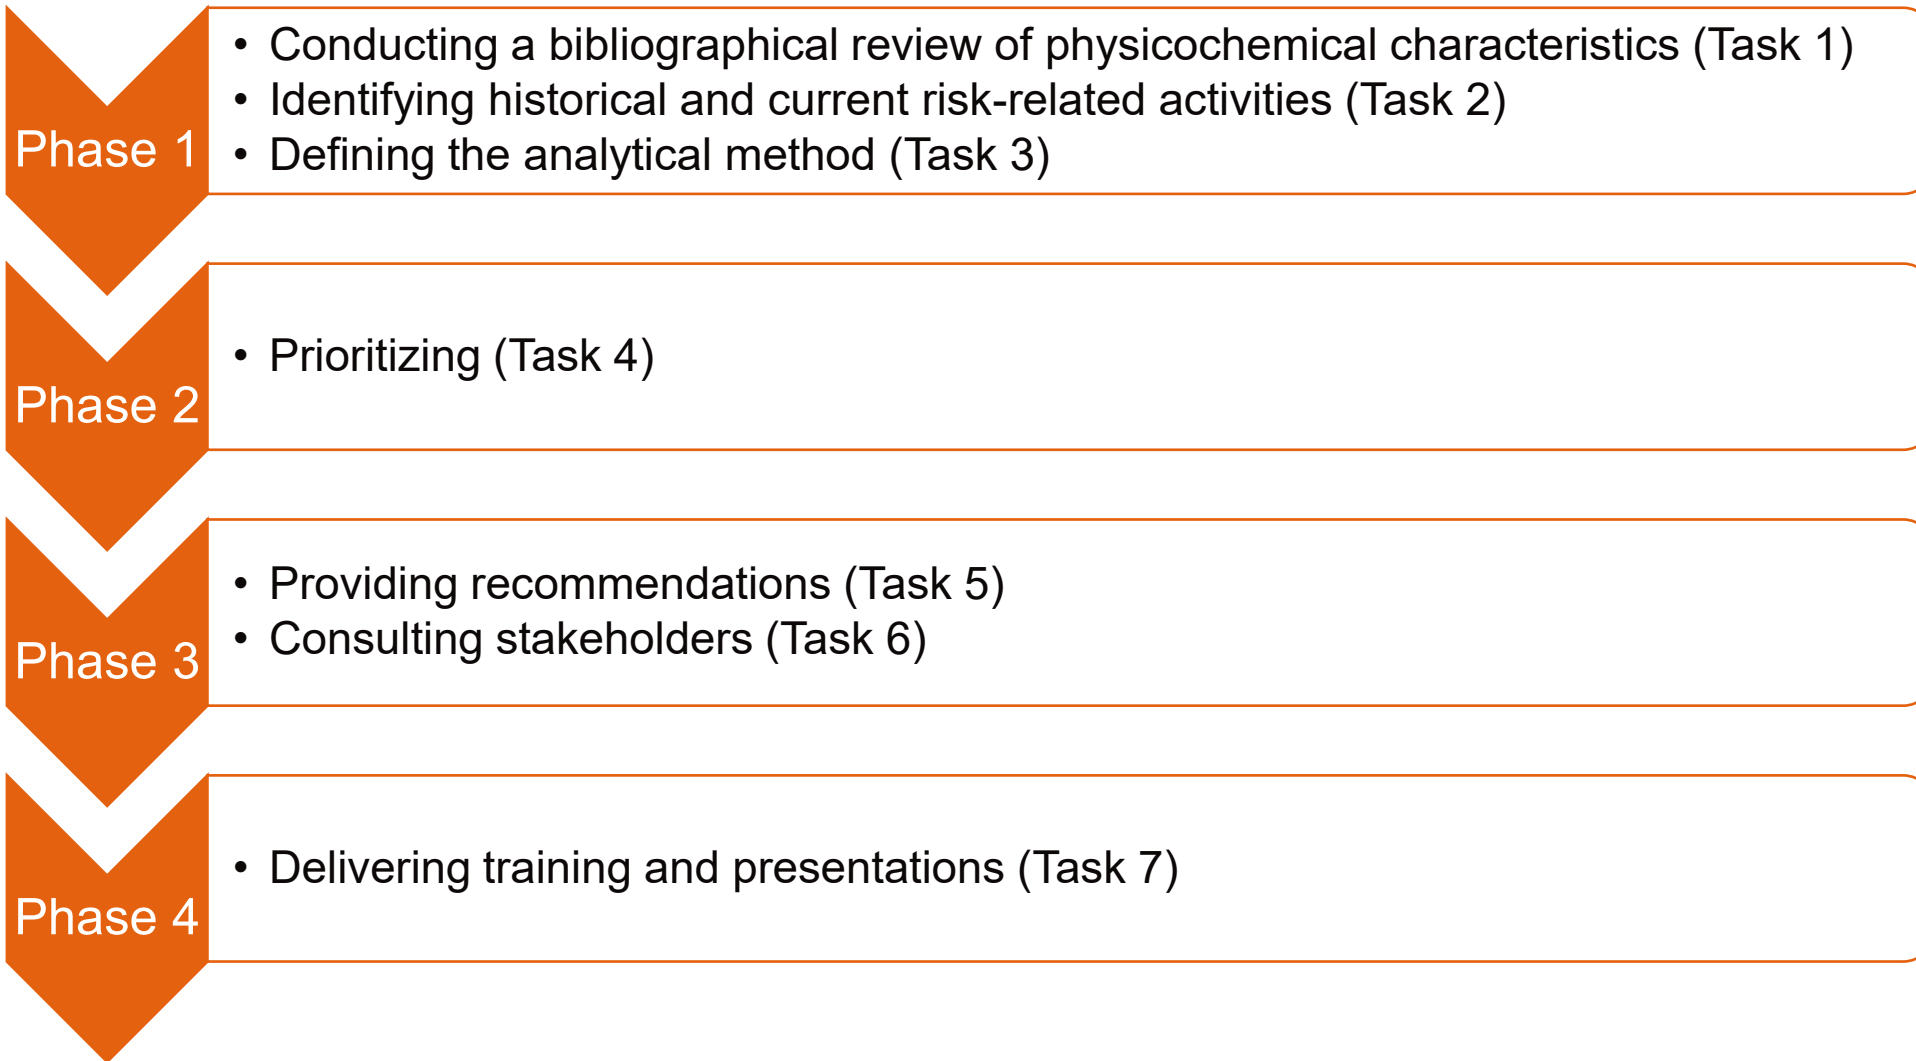 Phase 1
• Conducting a bibliographical review of physicochemical characteristics (Task 1)
• Identifying historical and current risk-related activities (Task 2)
• Defining the analytical method (Task 3)
Phase 2
• Prioritizing (Task 4)
Phase 3
• Providing recommendations (Task 5)
• Consulting stakeholders (Task 6)
Phase 4
• Delivering training and presentations (Task 7)